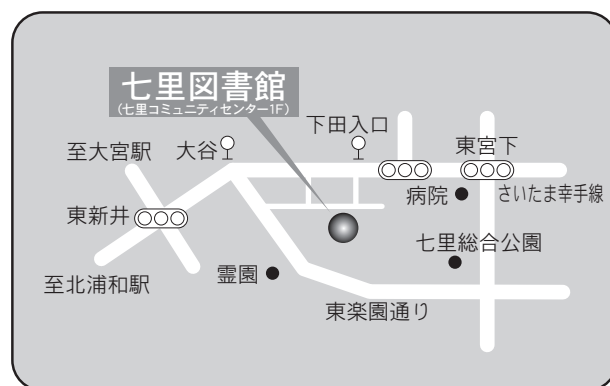 七里図書館
(七里コミュニティセンター1F)
下田入口
至大宮駅
大谷
東宮下
病院
さいたま幸手線
東新井
七里総合公園
至北浦和駅
霊園
東楽園通り